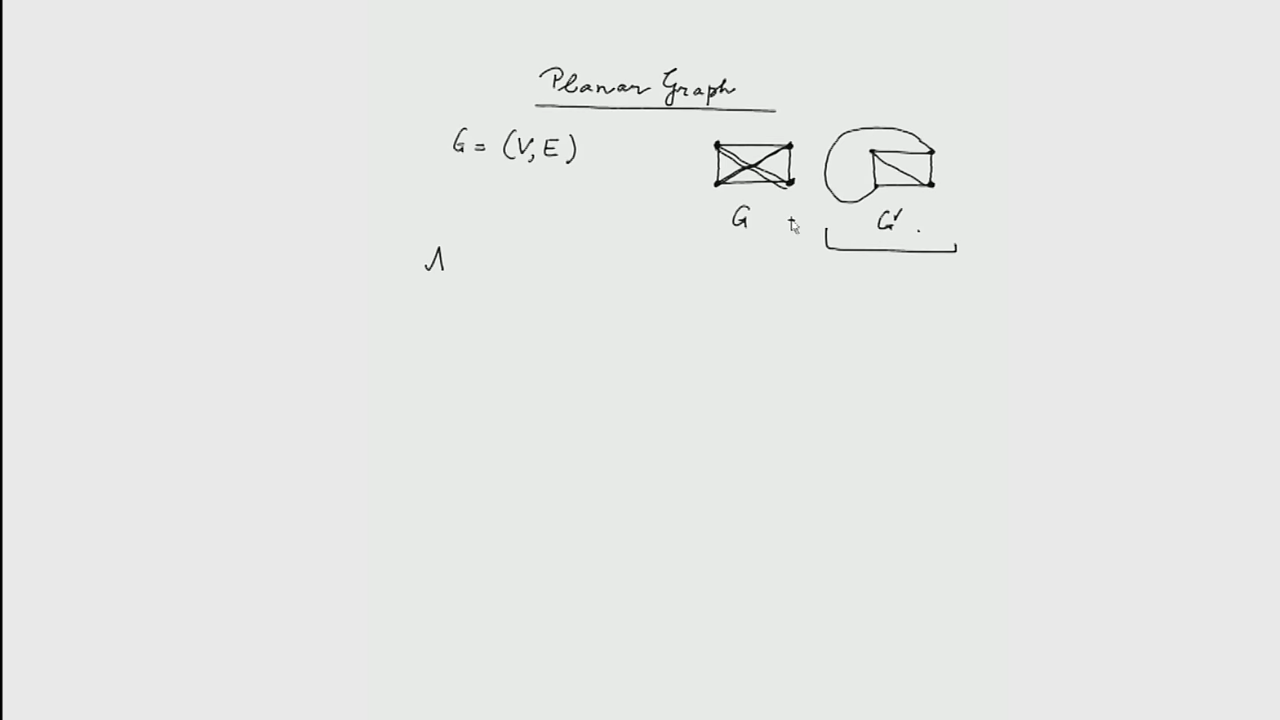 Planar Graph
G = (V, E)
G G' .